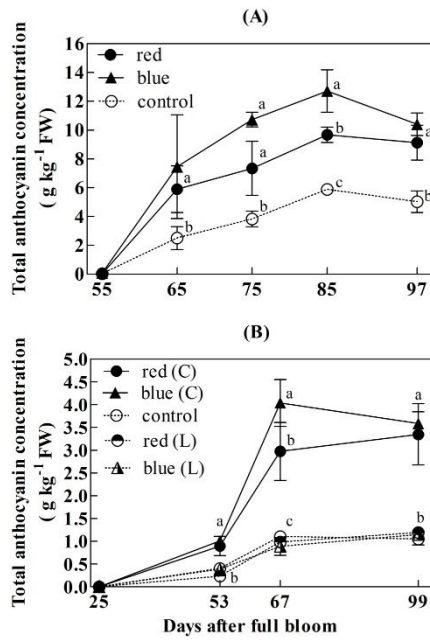 (A)
Total anthocyanin concentration
( g kg⁻¹ FW)
16
14
12
10
8
6
4
2
0
red
blue
control
a
a
a
a
b
a
b
b
c
b
55
65
75
85
97
(B)
Total anthocyanin concentration
( g kg⁻¹ FW)
5.0
4.5
4.0
3.5
3.0
2.5
2.0
1.5
1.0
0.5
0.0
red (C)
blue (C)
control
red (L)
blue (L)
a
a
a
b
c
b
b
25
53
67
99
Days after full bloom